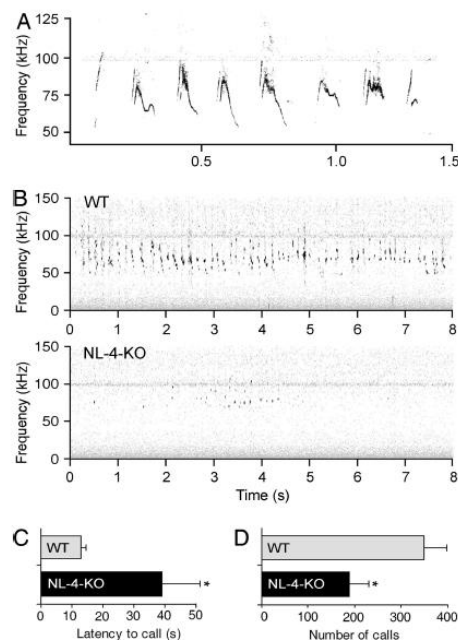 A
Frequency (kHz)
125
100
75
50
0.5 1.0 1.5
B
WT
Frequency (kHz)
150
100
50
0
0 1 2 3 4 5 6 7 8
NL-4-KO
Frequency (kHz)
150
100
50
0
0 1 2 3 4 5 6 7 8
Time (s)
C
WT
NL-4-KO
*
0 10 20 30 40 50
Latency to call (s)
D
WT
NL-4-KO
*
0 100 200 300 400
Number of calls